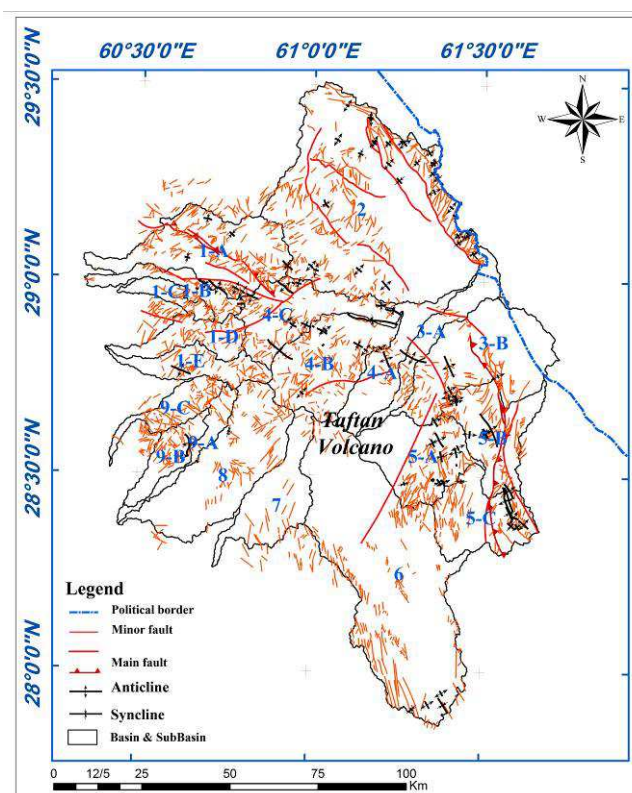 60°30'0"E 61°0'0"E 61°30'0"E
29°30'0"N
N
W E
S
2
1-A
29°0'0"N
1-C 1-B
4-C
1-D
3-A
3-B
1-E
4-B
4-A
9-C
Taftan
Volcano
9-A
9-B
5-A
5-B
28°30'0"N
8
7
5-C
6
Legend
Political border
Minor fault
Main fault
Anticline
Syncline
Basin & SubBasin
28°0'0"N
0 12/5 25 50 75 100
Km